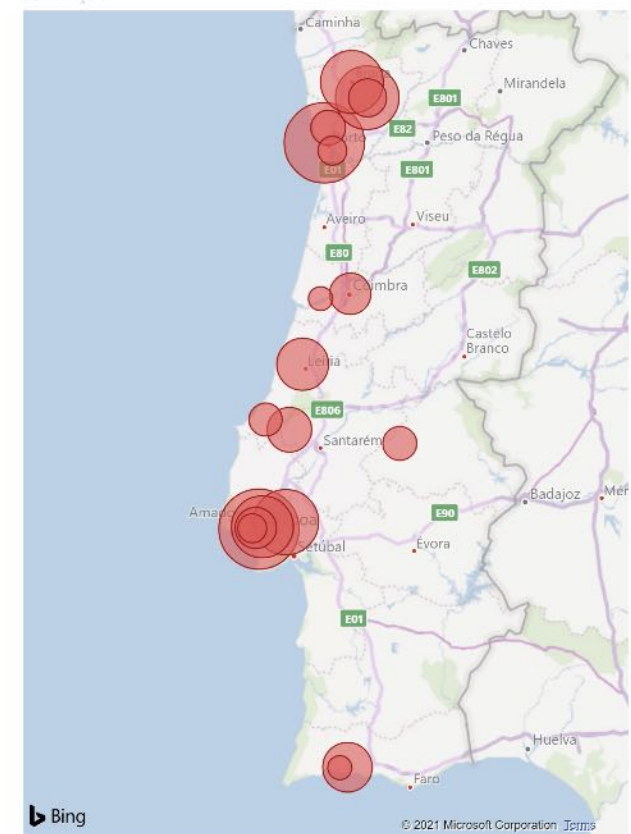 Caminha
Chaves
Mirandela
E801
E82
Peso da Régua
E01
E801
Aveiro
Viseu
E80
E802
Coimbra
Castelo
Branco
Leiria
E806
Santarém
Badajoz
E90
Setúbal
Évora
E01
Huelva
Faro
Bing
© 2021 Microsoft Corporation Terms